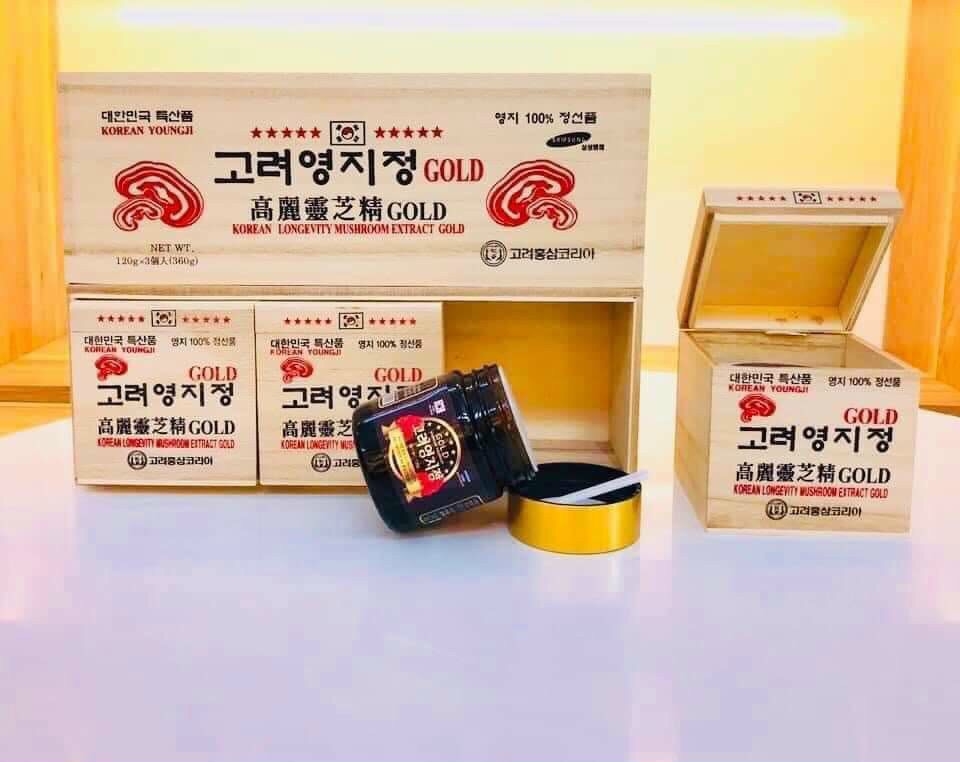 대한민국 특산품
KOREAN YOUNGJI
영지 100% 정선품
SAMSUNG
고려영지정 GOLD
高麗靈芝精 GOLD
KOREAN LONGEVITY MUSHROOM EXTRACT GOLD
NET WT.
120g×3個入(360g)
고려홍삼코리아
대한민국 특산품
영지 100% 정선품
KOREAN YOUNGJI
GOLD
고려영지정
高麗靈芝精 GOLD
KOREAN LONGEVITY MUSHROOM EXTRACT GOLD
고려홍삼코리아
대한민국 특산품
영지 100% 정선품
KOREAN YOUNGJI
GOLD
고려영지정
高麗靈芝
KOREAN LONGEVITY MUS
고려홍
GOLD
고려영지정
대한민국 특산품
영지 100% 정선품
KOREAN YOUNGJI
GOLD
고려영지정
高麗靈芝精 GOLD
KOREAN LONGEVITY MUSHROOM EXTRACT GOLD
고려홍삼코리아